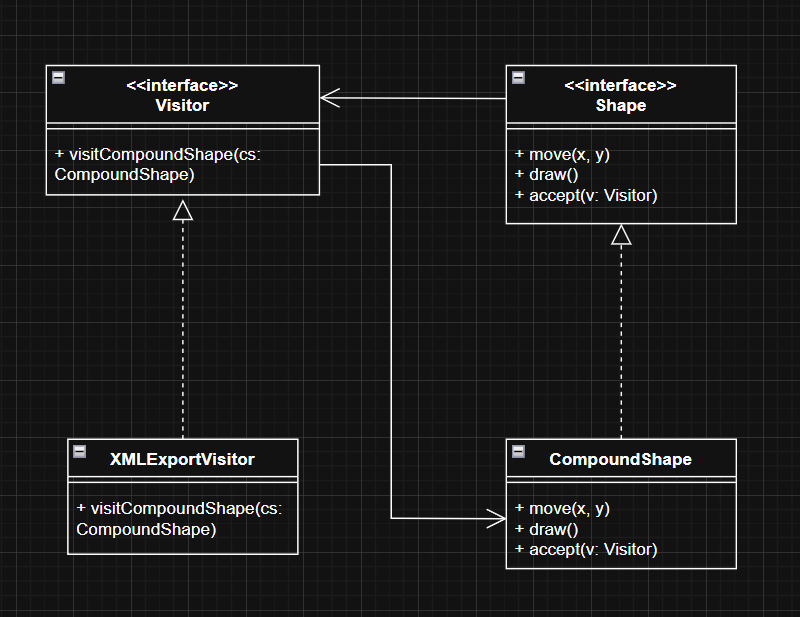 <<interface>>
Visitor
+ visitCompoundShape(cs:
CompoundShape)
<<interface>>
Shape
+ move(x, y)
+ draw()
+ accept(v: Visitor)
XMLExportVisitor
+ visitCompoundShape(cs:
CompoundShape)
CompoundShape
+ move(x, y)
+ draw()
+ accept(v: Visitor)